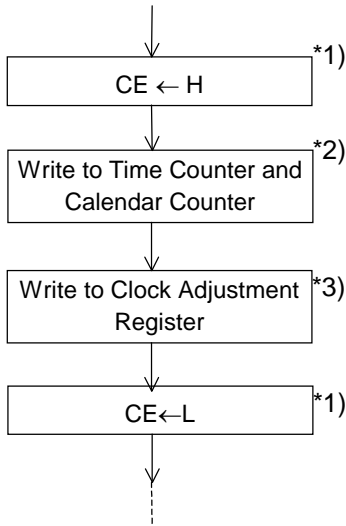 *1)
CE ← H
*2)
Write to Time Counter and
Calendar Counter
*3)
Write to Clock Adjustment
Register
*1)
CE←L